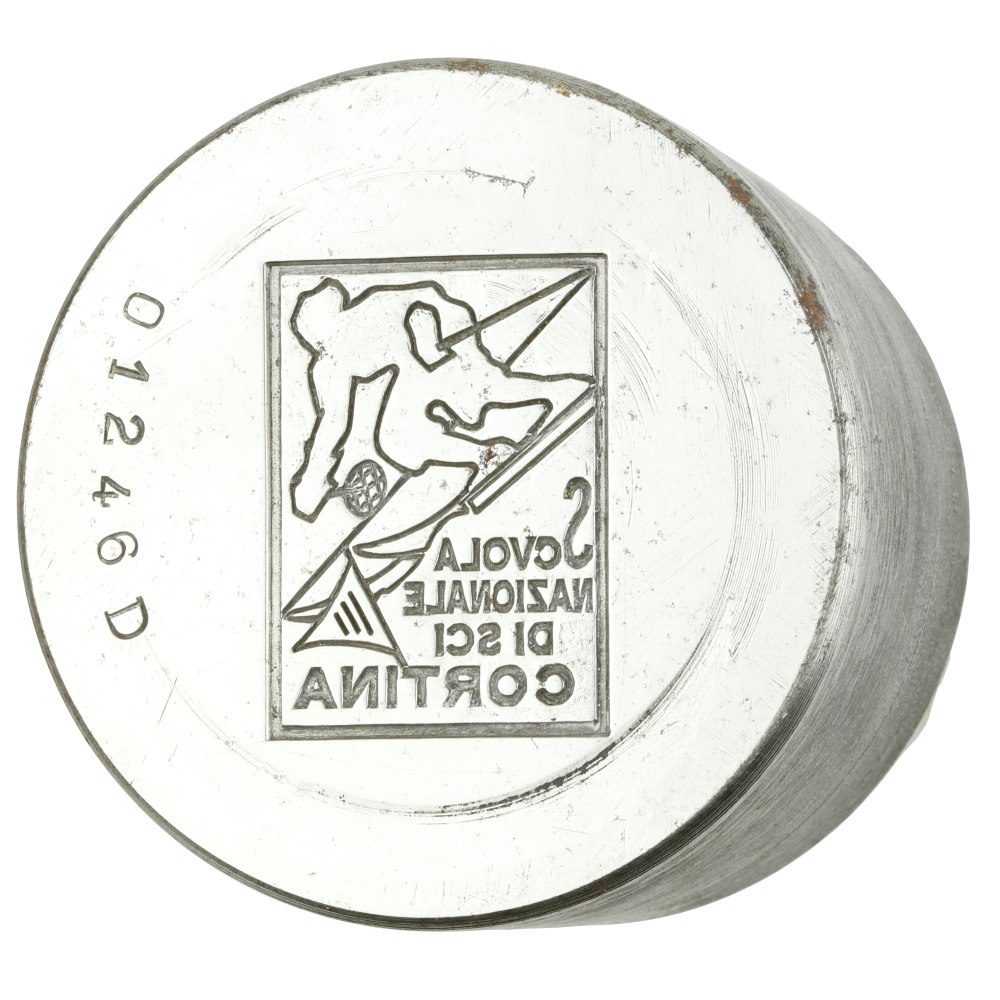 01246D
SCVOLA
NAZIONALE
DI SCI
CORTINA